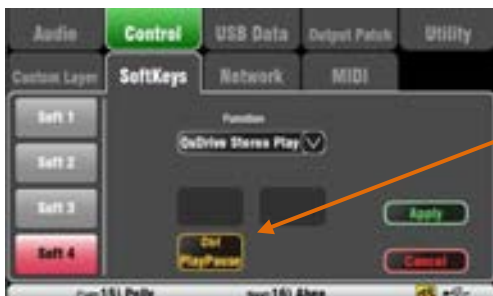 Audio
Control
USB Data
Output Patch
Utility
Custom Layer
SoftKeys
Network
MIDI
Soft 1
Soft 2
Soft 3
Soft 4
Function
QuDrive Stereo Play
Apply
Cancel
PlayPause